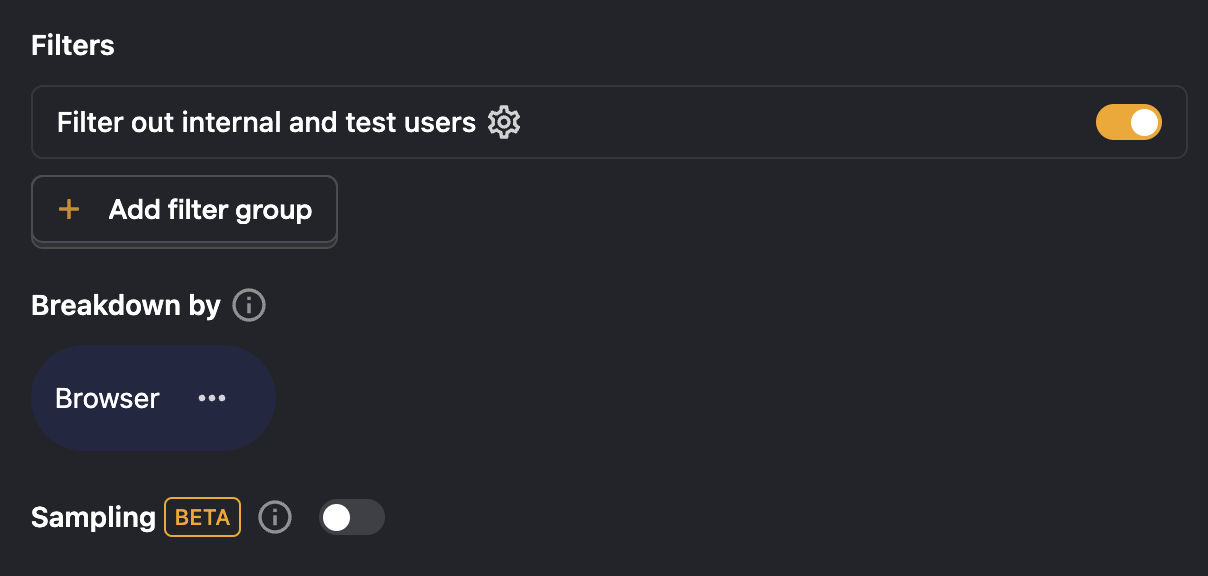 Filters
Filter out internal and test users
+ Add filter group
Breakdown by
Browser ...
Sampling BETA